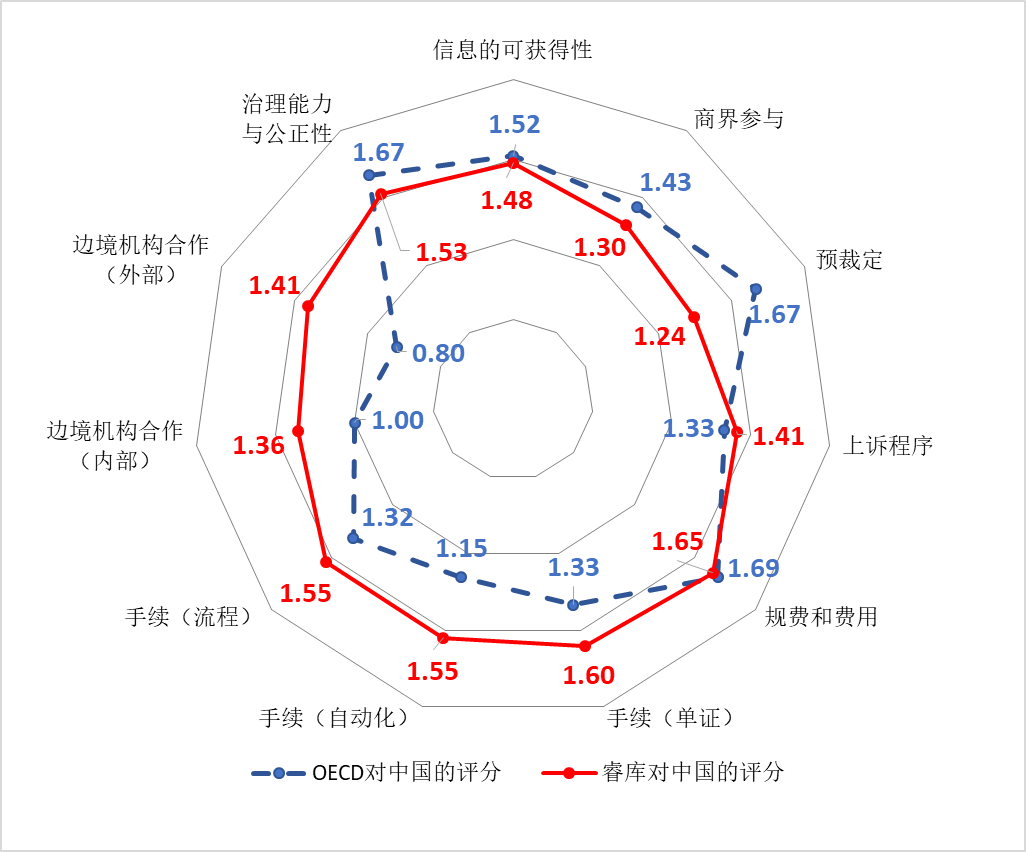 信息的可获得性
治理能力
与公正性
商界参与
1.52
1.67
1.43
1.48
1.30
1.53
边境机构合作
（外部）
预裁定
1.41
1.67
1.24
0.80
1.00
1.33
1.41
边境机构合作
（内部）
1.36
上诉程序
1.32
1.15
1.33
1.65
1.69
1.55
手续（流程）
规费和费用
1.55
1.60
手续（自动化）
手续（单证）
OECD对中国的评分
睿库对中国的评分